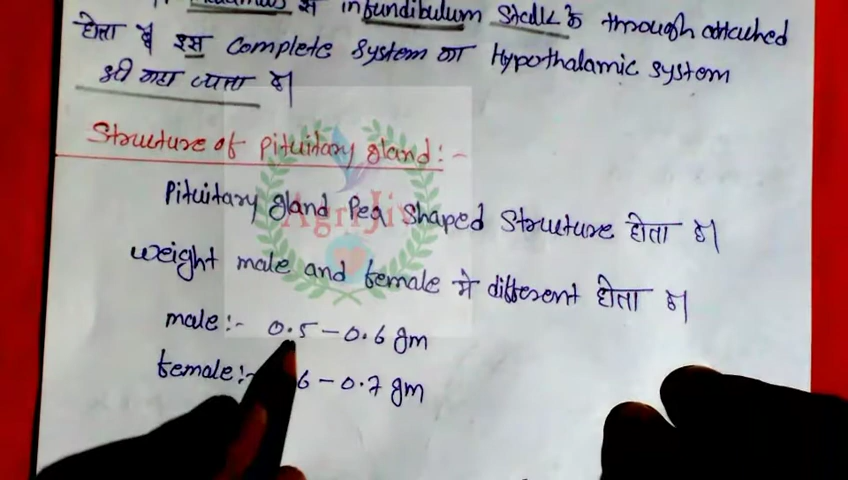 से infundibulum Stalk के through attached
होता है इस Complete System का Hypothalamic System
भी कहा जाता है।
Structure of Pituitary gland:-
Pituitary gland Pea Shaped Structure होता है।
weight male and female में different होता है।
male:- 0.5-0.6 gm
female:- 6-0.7 gm
AgriJi